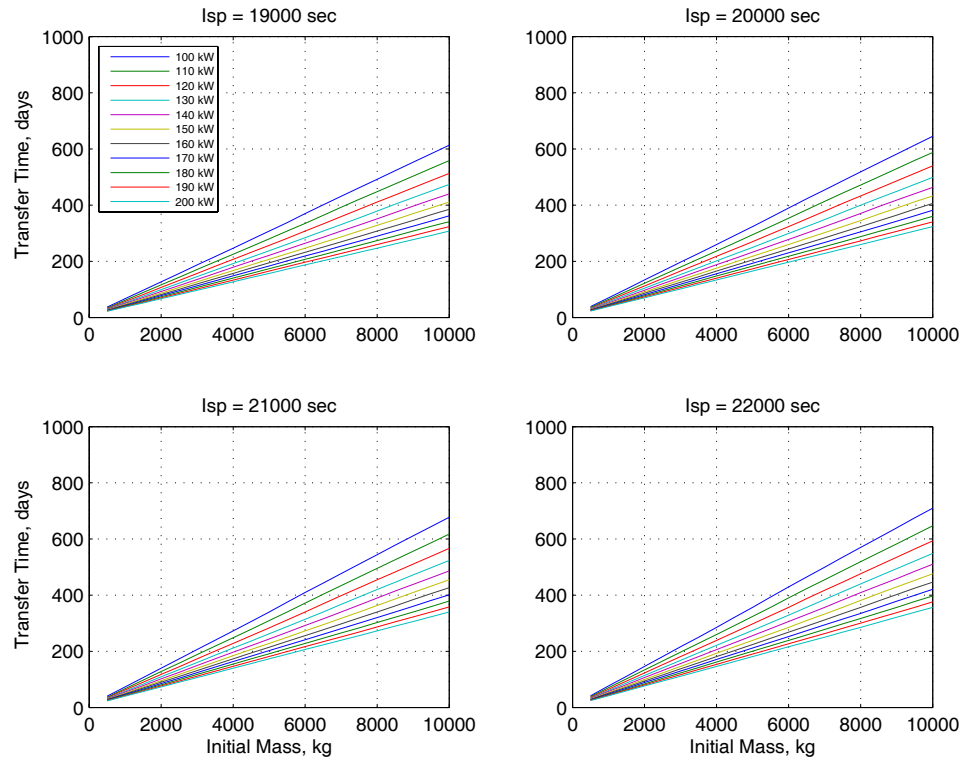 Isp = 19000 sec
Transfer Time, days
1000
800
600
400
200
0
100 kW
110 kW
120 kW
130 kW
140 kW
150 kW
160 kW
170 kW
180 kW
190 kW
200 kW
0 2000 4000 6000 8000 10000
Isp = 20000 sec
1000
800
600
400
200
0
0 2000 4000 6000 8000 10000
Isp = 21000 sec
Transfer Time, days
1000
800
600
400
200
0
0 2000 4000 6000 8000 10000
Initial Mass, kg
Isp = 22000 sec
1000
800
600
400
200
0
0 2000 4000 6000 8000 10000
Initial Mass, kg